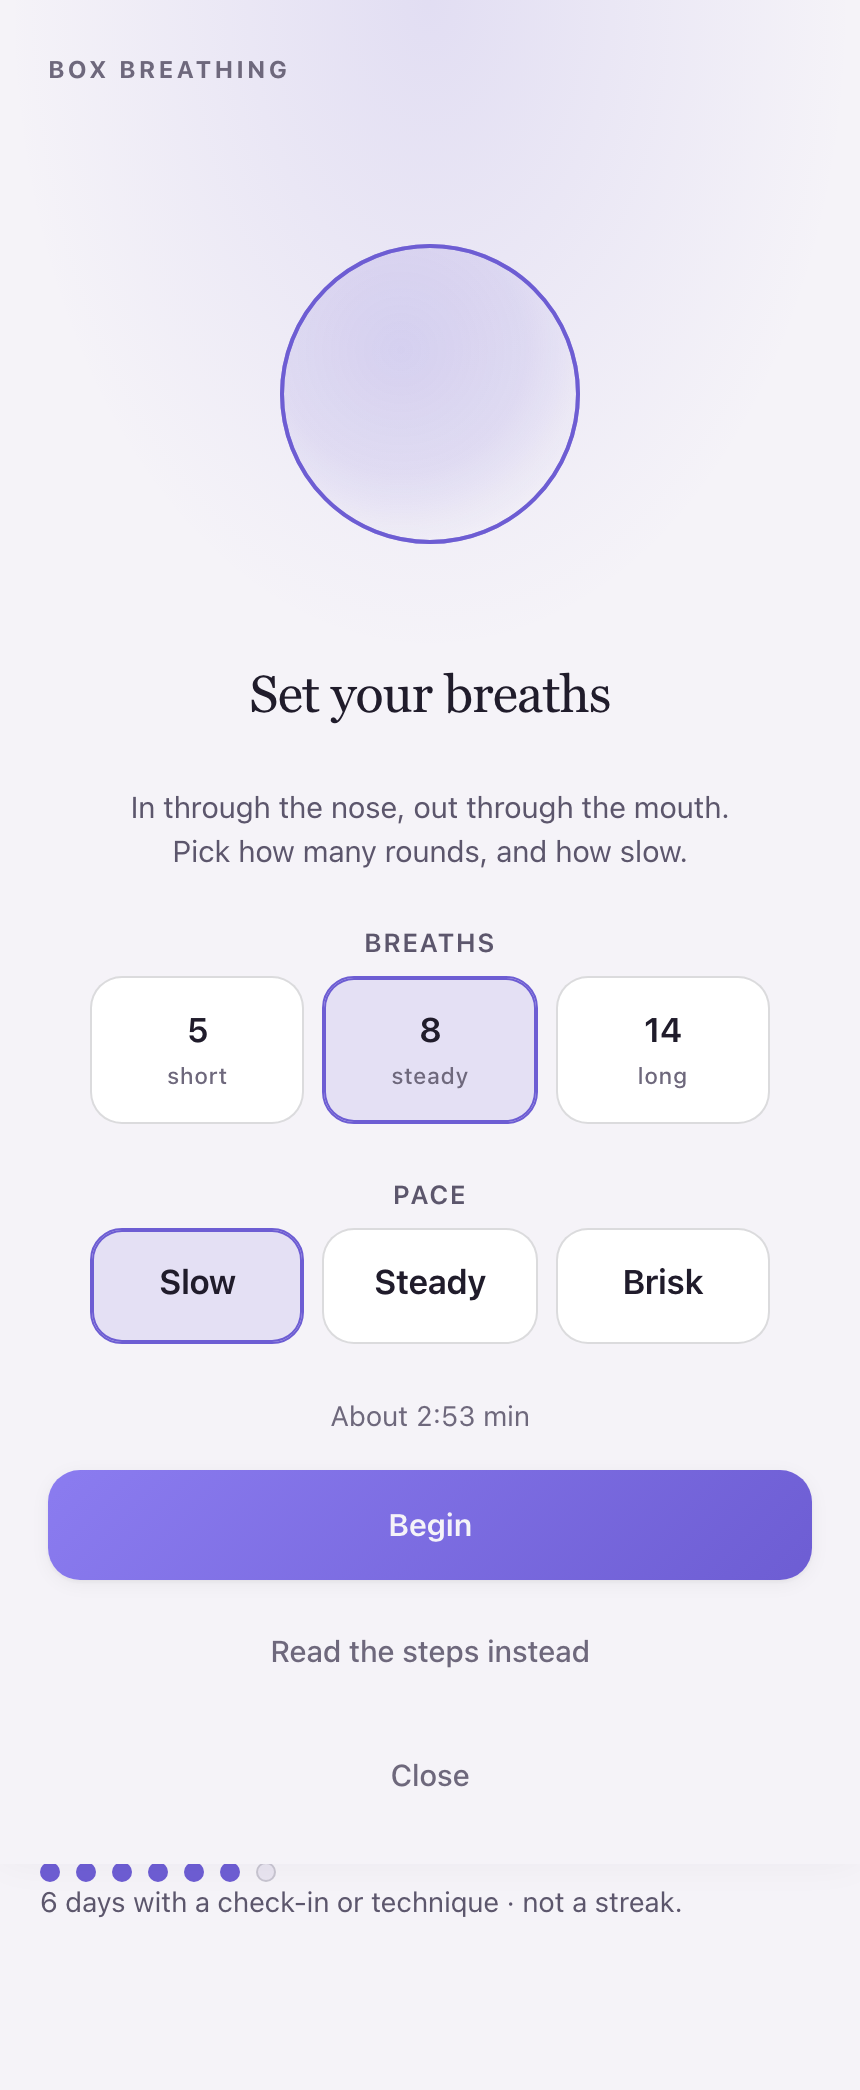 BOX BREATHING
Set your breaths
In through the nose, out through the mouth.
Pick how many rounds, and how slow.
BREATHS
5
short
8
steady
14
long
PACE
Slow
Steady
Brisk
About 2:53 min
Begin
Read the steps instead
Close
6 days with a check-in or technique · not a streak.